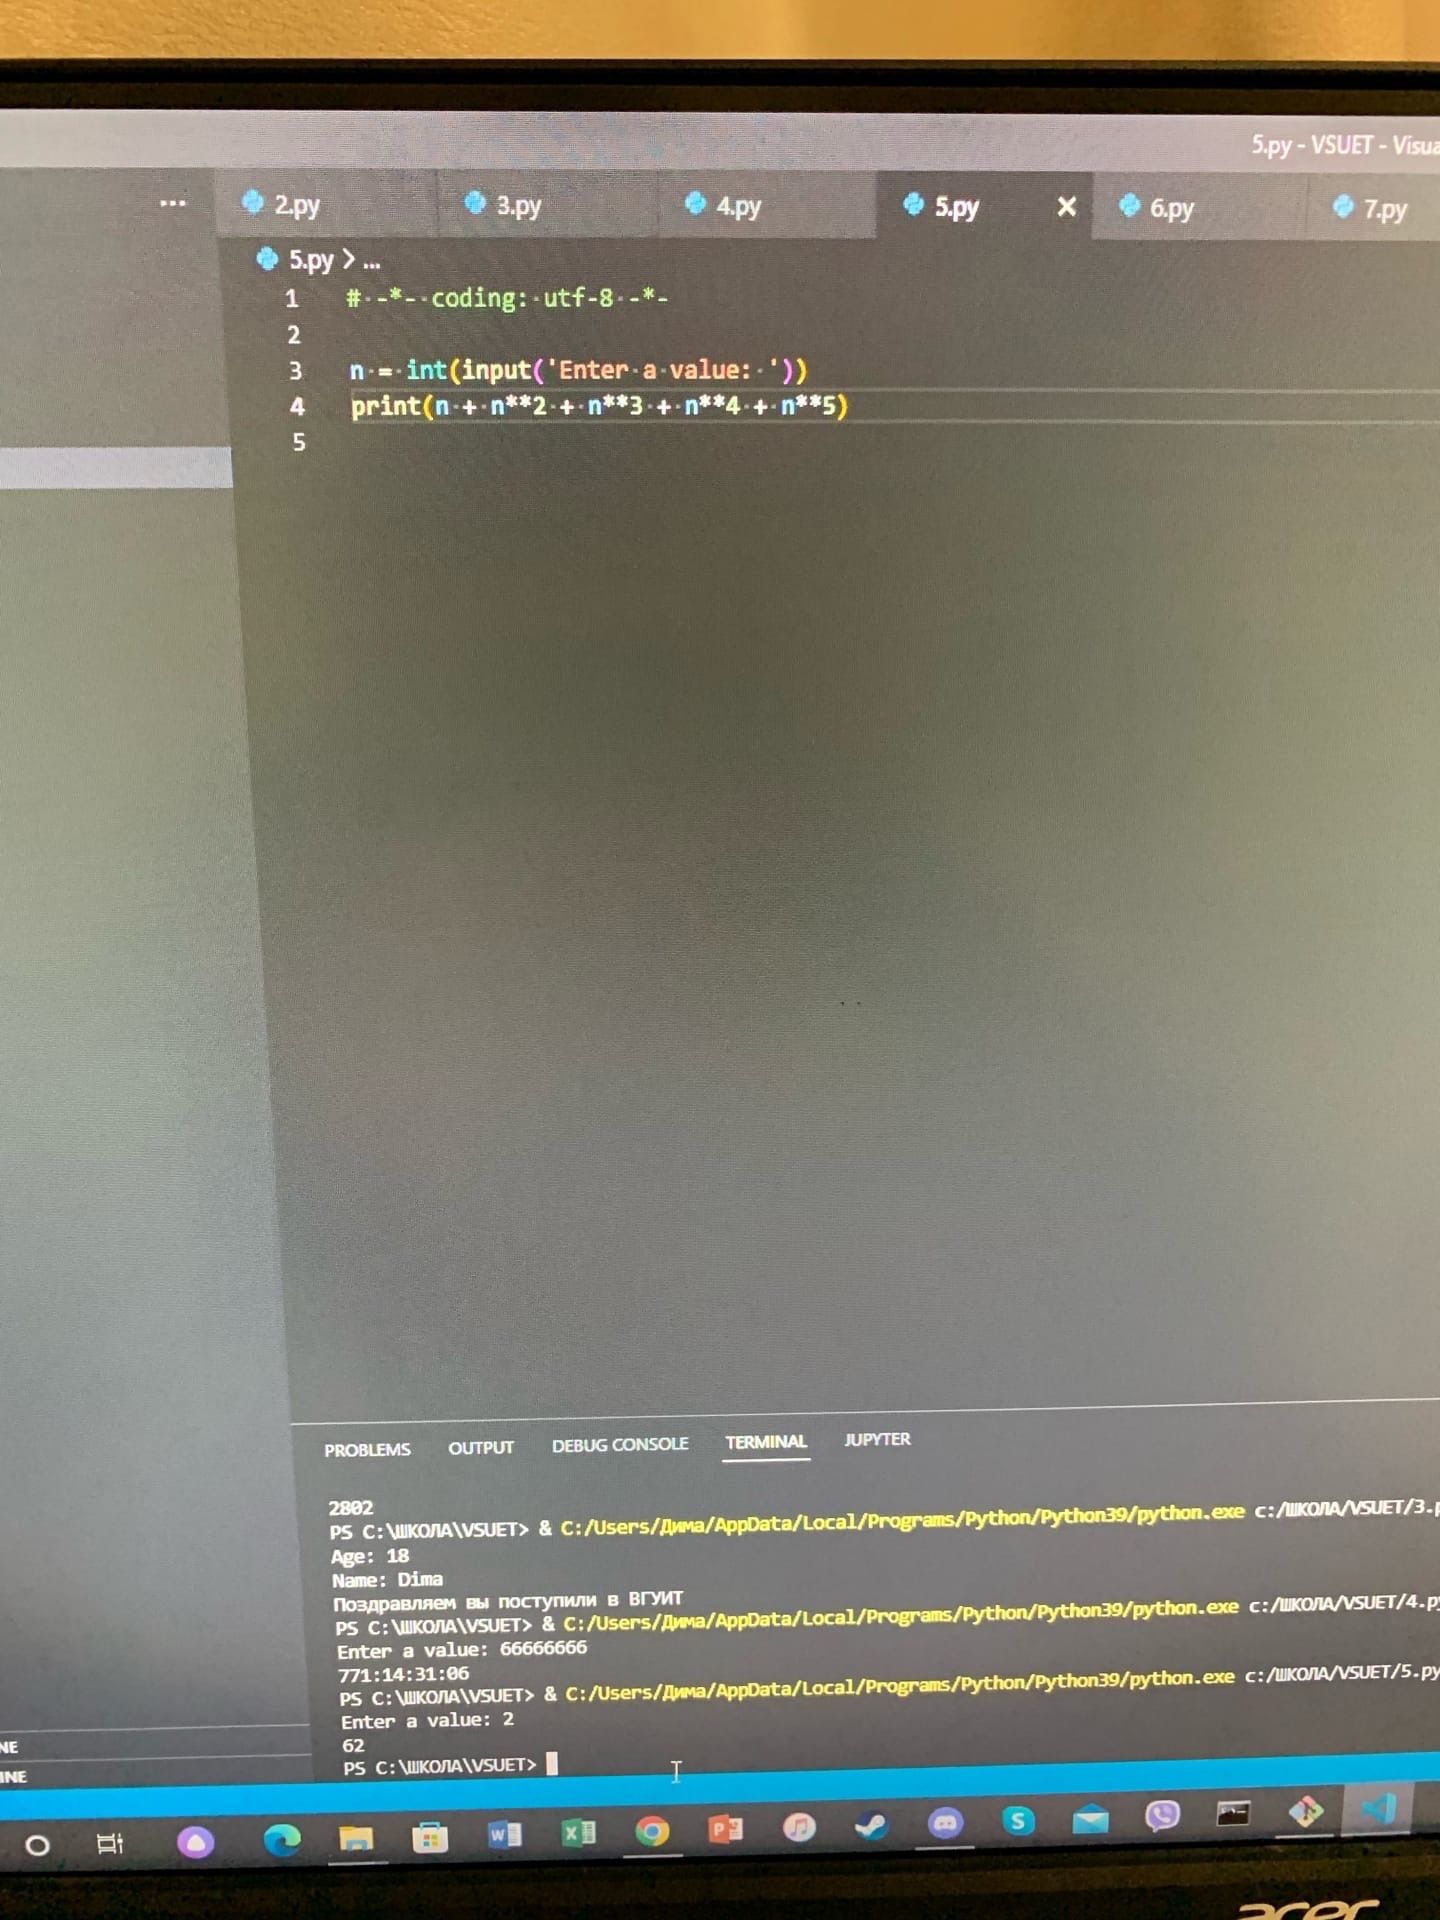 5.py - VSUET - Visua
... 2.py 3.py 4.py 5.py × 6.py 7.py
5.py > ...
1 # -*- coding: utf-8 -*-
2
3 n = int(input('Enter a value: '))
4 print(n + n**2 + n**3 + n**4 + n**5)
5
PROBLEMS OUTPUT DEBUG CONSOLE TERMINAL JUPYTER
2802
PS C:\ШКОЛА\VSUET> & C:/Users/Дима/AppData/Local/Programs/Python/Python39/python.exe c:/ШКОЛА/VSUET/3.p
Age: 18
Name: Dima
Поздравляем вы поступили в ВГУИТ
PS C:\ШКОЛА\VSUET> & C:/Users/Дима/AppData/Local/Programs/Python/Python39/python.exe c:/ШКОЛА/VSUET/4.py
Enter a value: 66666666
771:14:31:06
PS C:\ШКОЛА\VSUET> & C:/Users/Дима/AppData/Local/Programs/Python/Python39/python.exe c:/ШКОЛА/VSUET/5.py
Enter a value: 2
62
PS C:\ШКОЛА\VSUET>
NE
INE
acer